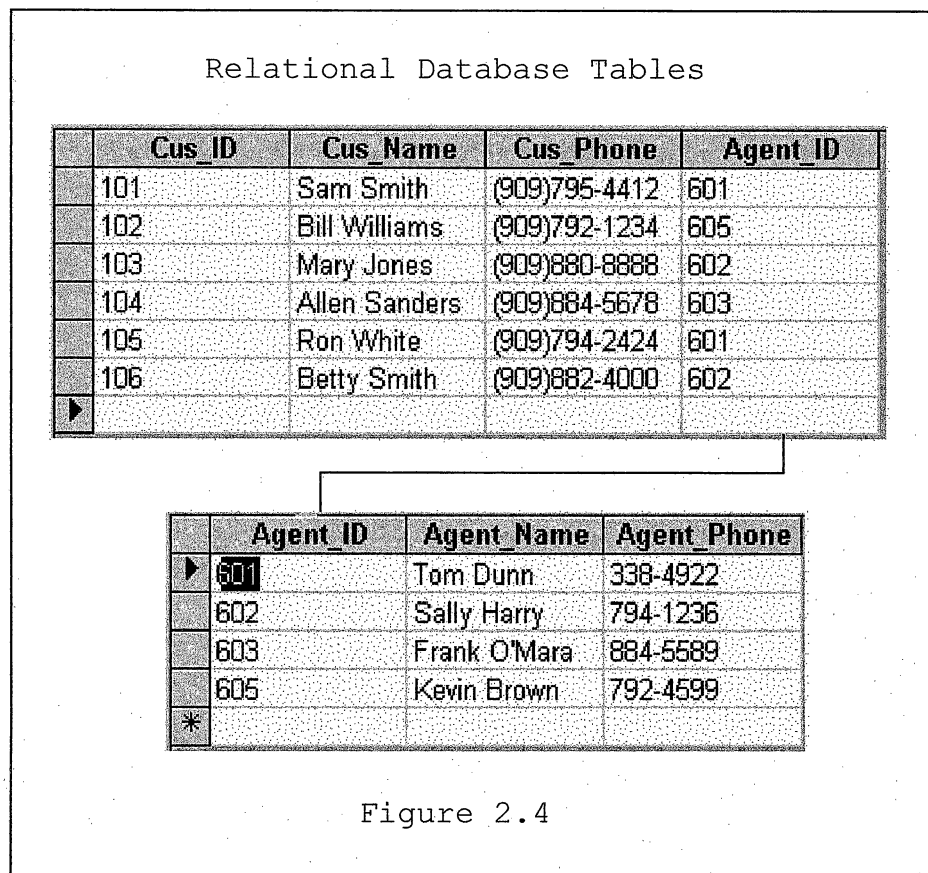 Relational Database Tables
Cus_ID Cus_Name Cus_Phone Agent_ID
101 Sam Smith (909)795-4412 601
102 Bill Williams (909)792-1234 605
103 Mary Jones (909)880-8888 602
104 Allen Sanders (909)884-5678 603
105 Ron White (909)794-2424 601
106 Betty Smith (909)882-4000 602
Agent_ID Agent_Name Agent_Phone
601 Tom Dunn 338-4922
602 Sally Harry 794-1236
603 Frank O'Mara 884-5589
605 Kevin Brown 792-4599
*
Figure 2.4